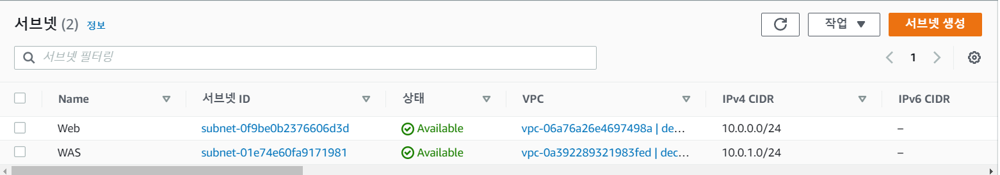 서브넷 (2) 정보
작업 서브넷 생성
서브넷 필터링
1
Name 서브넷 ID 상태 VPC IPv4 CIDR IPv6 CIDR
Web subnet-0f9be0b2376606d3d Available vpc-06a76a26e4697498a | de… 10.0.0.0/24 –
WAS subnet-01e74e60fa9171981 Available vpc-0a392289321983fed | dec… 10.0.1.0/24 –